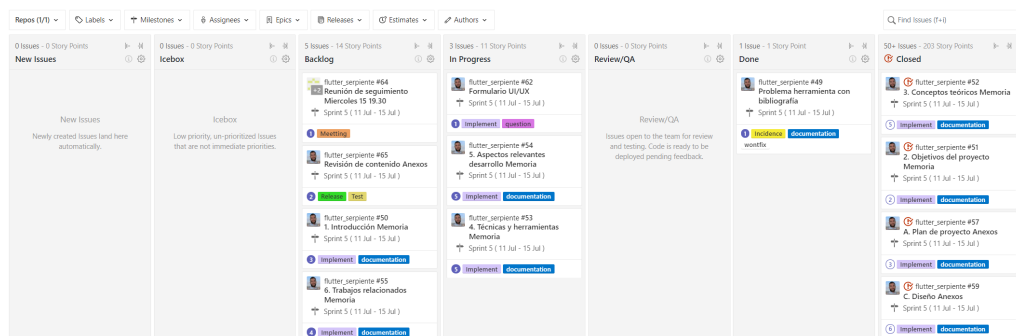 Repos (1/1) Labels Milestones Assignees Epics Releases Estimates Authors Find Issues (f+i)
0 Issues - 0 Story Points
New Issues
New Issues
Newly created Issues land here
automatically.
0 Issues - 0 Story Points
Icebox
Icebox
Low priority, un-prioritized Issues
that are not immediate priorities.
5 Issues - 14 Story Points
Backlog
+2
flutter_serpiente #64
Reunión de seguimiento
Miercoles 15 19.30
Sprint 5 ( 11 Jul - 15 Jul )
1 Meetting
flutter_serpiente #65
Revisión de contenido Anexos
Sprint 5 ( 11 Jul - 15 Jul )
2 Release Test
flutter_serpiente #50
1. Introducción Memoria
Sprint 5 ( 11 Jul - 15 Jul )
3 implement documentation
flutter_serpiente #55
6. Trabajos relacionados
Memoria
Sprint 5 ( 11 Jul - 15 Jul )
4 implement documentation
3 Issues - 11 Story Points
In Progress
flutter_serpiente #62
Formulario UI/UX
Sprint 5 ( 11 Jul - 15 Jul )
1 implement question
flutter_serpiente #54
5. Aspectos relevantes
desarrollo Memoria
Sprint 5 ( 11 Jul - 15 Jul )
5 implement documentation
flutter_serpiente #53
4. Técnicas y herramientas
Memoria
Sprint 5 ( 11 Jul - 15 Jul )
5 implement documentation
0 Issues - 0 Story Points
Review/QA
Review/QA
Issues open to the team for review
and testing. Code is ready to be
deployed pending feedback.
1 Issue - 1 Story Point
Done
flutter_serpiente #49
Problema herramienta con
bibliografía
Sprint 5 ( 11 Jul - 15 Jul )
1 Incidence documentation
wontfix
50+ Issues - 203 Story Points
Closed
flutter_serpiente #52
3. Conceptos teóricos Memoria
Sprint 5 ( 11 Jul - 15 Jul )
5 implement documentation
flutter_serpiente #51
2. Objetivos del proyecto
Memoria
Sprint 5 ( 11 Jul - 15 Jul )
2 implement documentation
flutter_serpiente #57
A. Plan de proyecto Anexos
Sprint 5 ( 11 Jul - 15 Jul )
3 implement documentation
flutter_serpiente #59
C. Diseño Anexos
Sprint 5 ( 11 Jul - 15 Jul )
6 implement documentation